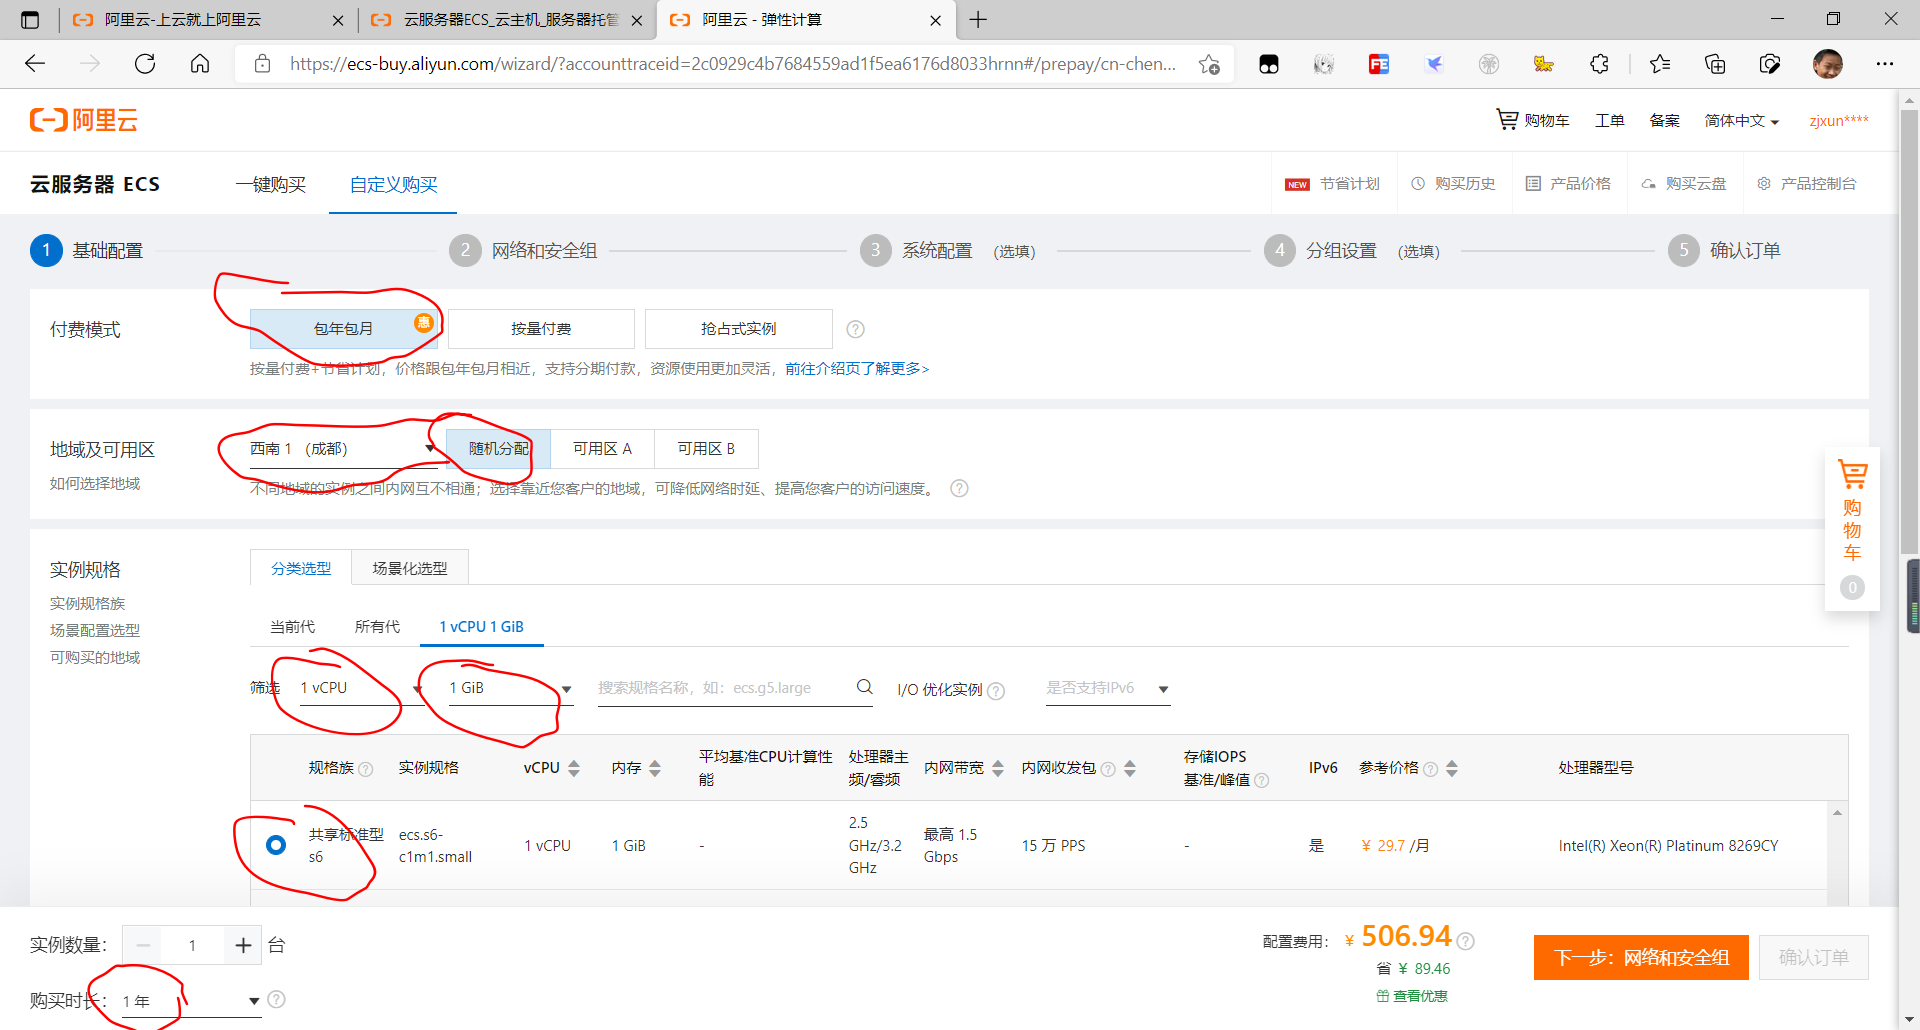 阿里云-上云就上阿里云
云服务器ECS_云主机_服务器托管
阿里云 - 弹性计算
https://ecs-buy.aliyun.com/wizard/?accounttraceid=2c0929c4b7684559ad1f5ea6176d8033hrnn#/prepay/cn-chen...
阿里云
购物车
工单
备案
简体中文
zjxun****
云服务器 ECS
一键购买
自定义购买
NEW 节省计划
购买历史
产品价格
购买云盘
产品控制台
1 基础配置
2 网络和安全组
3 系统配置 (选填)
4 分组设置 (选填)
5 确认订单
付费模式
包年包月 惠
按量付费
抢占式实例
按量付费+节省计划，价格跟包年包月相近，支持分期付款，资源使用更加灵活，前往介绍页了解更多>
地域及可用区
如何选择地域
西南 1 （成都）
随机分配
可用区 A
可用区 B
不同地域的实例之间内网互不相通；选择靠近您客户的地域，可降低网络时延、提高您客户的访问速度。
购物车
0
实例规格
实例规格族
场景配置选型
可购买的地域
分类选型
场景化选型
当前代
所有代
1 vCPU 1 GiB
筛选
1 vCPU
1 GiB
搜索规格名称，如：ecs.g5.large
I/O 优化实例
是否支持IPv6
规格族
实例规格
vCPU
内存
平均基准CPU计算性能
处理器主频/睿频
内网带宽
内网收发包
存储IOPS基准/峰值
IPv6
参考价格
处理器型号
共享标准型 s6
ecs.s6-c1m1.small
1 vCPU
1 GiB
-
2.5 GHz/3.2 GHz
最高 1.5 Gbps
15 万 PPS
-
是
¥ 29.7 /月
Intel(R) Xeon(R) Platinum 8269CY
实例数量：
1
台
购买时长：
1 年
配置费用：
¥ 506.94
省 ¥ 89.46
查看优惠
下一步：网络和安全组
确认订单